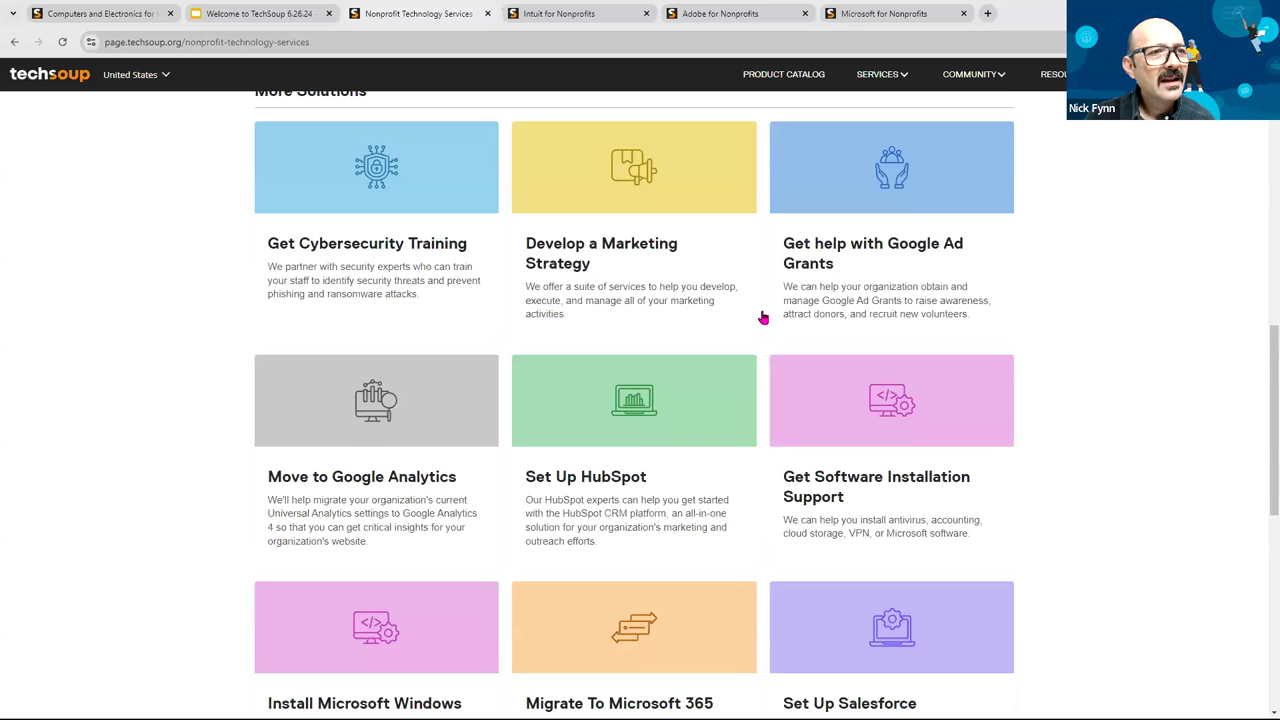 Computers and Electronics for
Welcome to TechSoup 6.26.24 -
Nonprofit Technology Services
Intuit for Nonprofits
Adobe for Nonprofits
Microsoft for Nonprofits
page.techsoup.org/nonprofit-technology-services
techsoup
United States
PRODUCT CATALOG
SERVICES
COMMUNITY
RESOU
Nick Fynn
More Solutions
Get Cybersecurity Training
We partner with security experts who can train
your staff to identify security threats and prevent
phishing and ransomware attacks.
Develop a Marketing
Strategy
We offer a suite of services to help you develop,
execute, and manage all of your marketing
activities.
Get help with Google Ad
Grants
We can help your organization obtain and
manage Google Ad Grants to raise awareness,
attract donors, and recruit new volunteers.
Move to Google Analytics
We'll help migrate your organization's current
Universal Analytics settings to Google Analytics
4 so that you can get critical insights for your
organization's website.
Set Up HubSpot
Our HubSpot experts can help you get started
with the HubSpot CRM platform, an all-in-one
solution for your organization's marketing and
outreach efforts.
Get Software Installation
Support
We can help you install antivirus, accounting,
cloud storage, VPN, or Microsoft software.
Install Microsoft Windows
Migrate To Microsoft 365
Set Up Salesforce